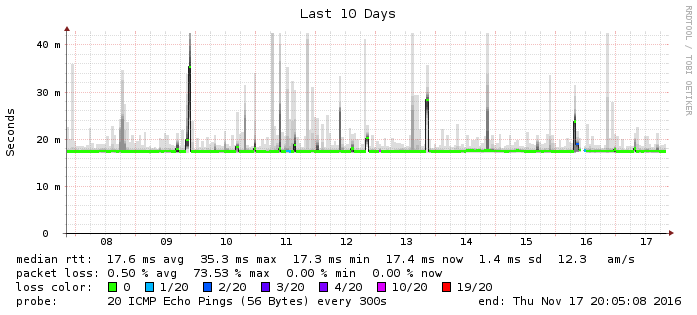 Last 10 Days
RRDTOOL / TOBI OETIKER
Seconds
40 m
30 m
20 m
10 m
0
08 09 10 11 12 13 14 15 16 17
median rtt: 17.6 ms avg 35.3 ms max 17.3 ms min 17.4 ms now 1.4 ms sd 12.3 am/s
packet loss: 0.50 % avg 73.53 % max 0.00 % min 0.00 % now
loss color: 0 1/20 2/20 3/20 4/20 10/20 19/20
probe: 20 ICMP Echo Pings (56 Bytes) every 300s end: Thu Nov 17 20:05:08 2016